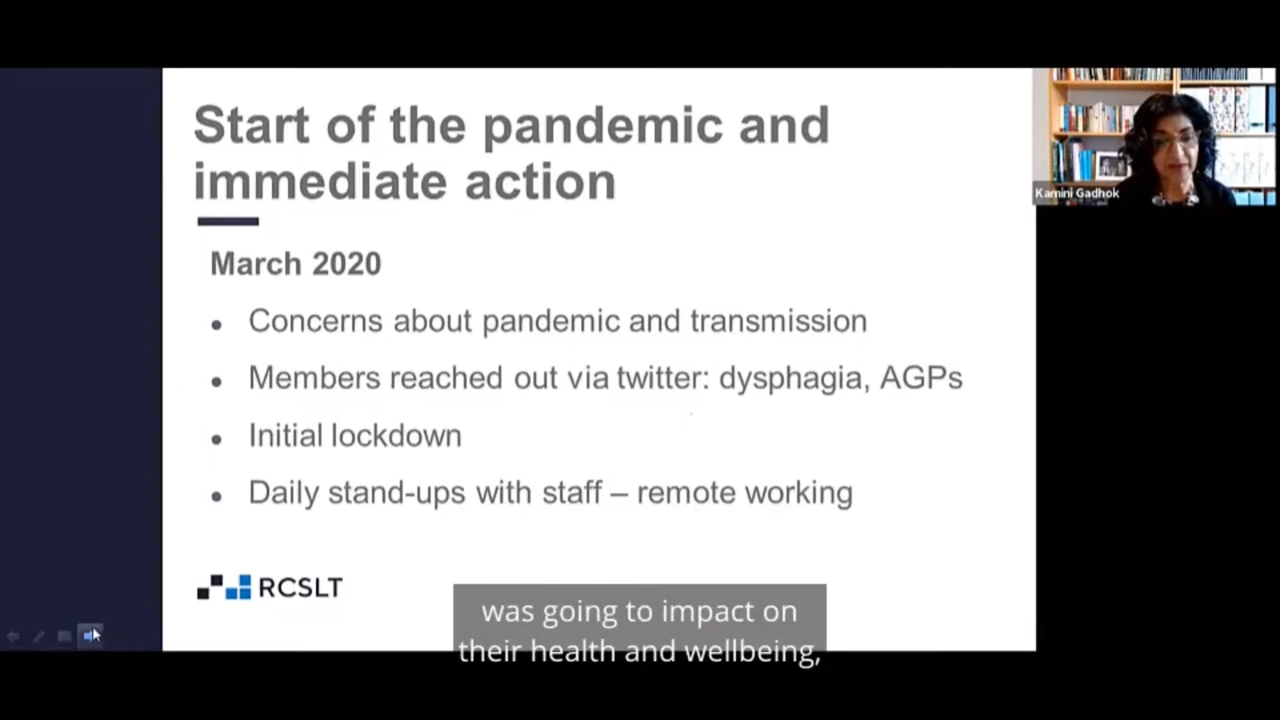 Start of the pandemic and
immediate action
Kamini Gadhok
March 2020
Concerns about pandemic and transmission
Members reached out via twitter: dysphagia, AGPs
Initial lockdown
Daily stand-ups with staff – remote working
RCSLT
was going to impact on
their health and wellbeing,